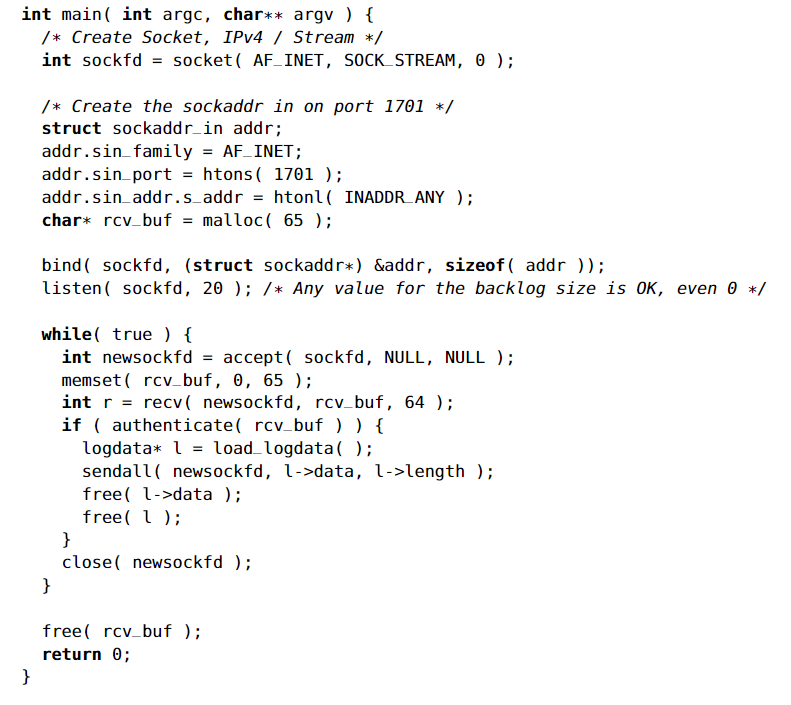 int main( int argc, char** argv ) {
  /* Create Socket, IPv4 / Stream */
  int sockfd = socket( AF_INET, SOCK_STREAM, 0 );

  /* Create the sockaddr in on port 1701 */
  struct sockaddr_in addr;
  addr.sin_family = AF_INET;
  addr.sin_port = htons( 1701 );
  addr.sin_addr.s_addr = htonl( INADDR_ANY );
  char* rcv_buf = malloc( 65 );

  bind( sockfd, (struct sockaddr*) &addr, sizeof( addr ));
  listen( sockfd, 20 ); /* Any value for the backlog size is OK, even 0 */

  while( true ) {
    int newsockfd = accept( sockfd, NULL, NULL );
    memset( rcv_buf, 0, 65 );
    int r = recv( newsockfd, rcv_buf, 64 );
    if ( authenticate( rcv_buf ) ) {
      logdata* l = load_logdata( );
      sendall( newsockfd, l->data, l->length );
      free( l->data );
      free( l );
    }
    close( newsockfd );
  }

  free( rcv_buf );
  return 0;
}